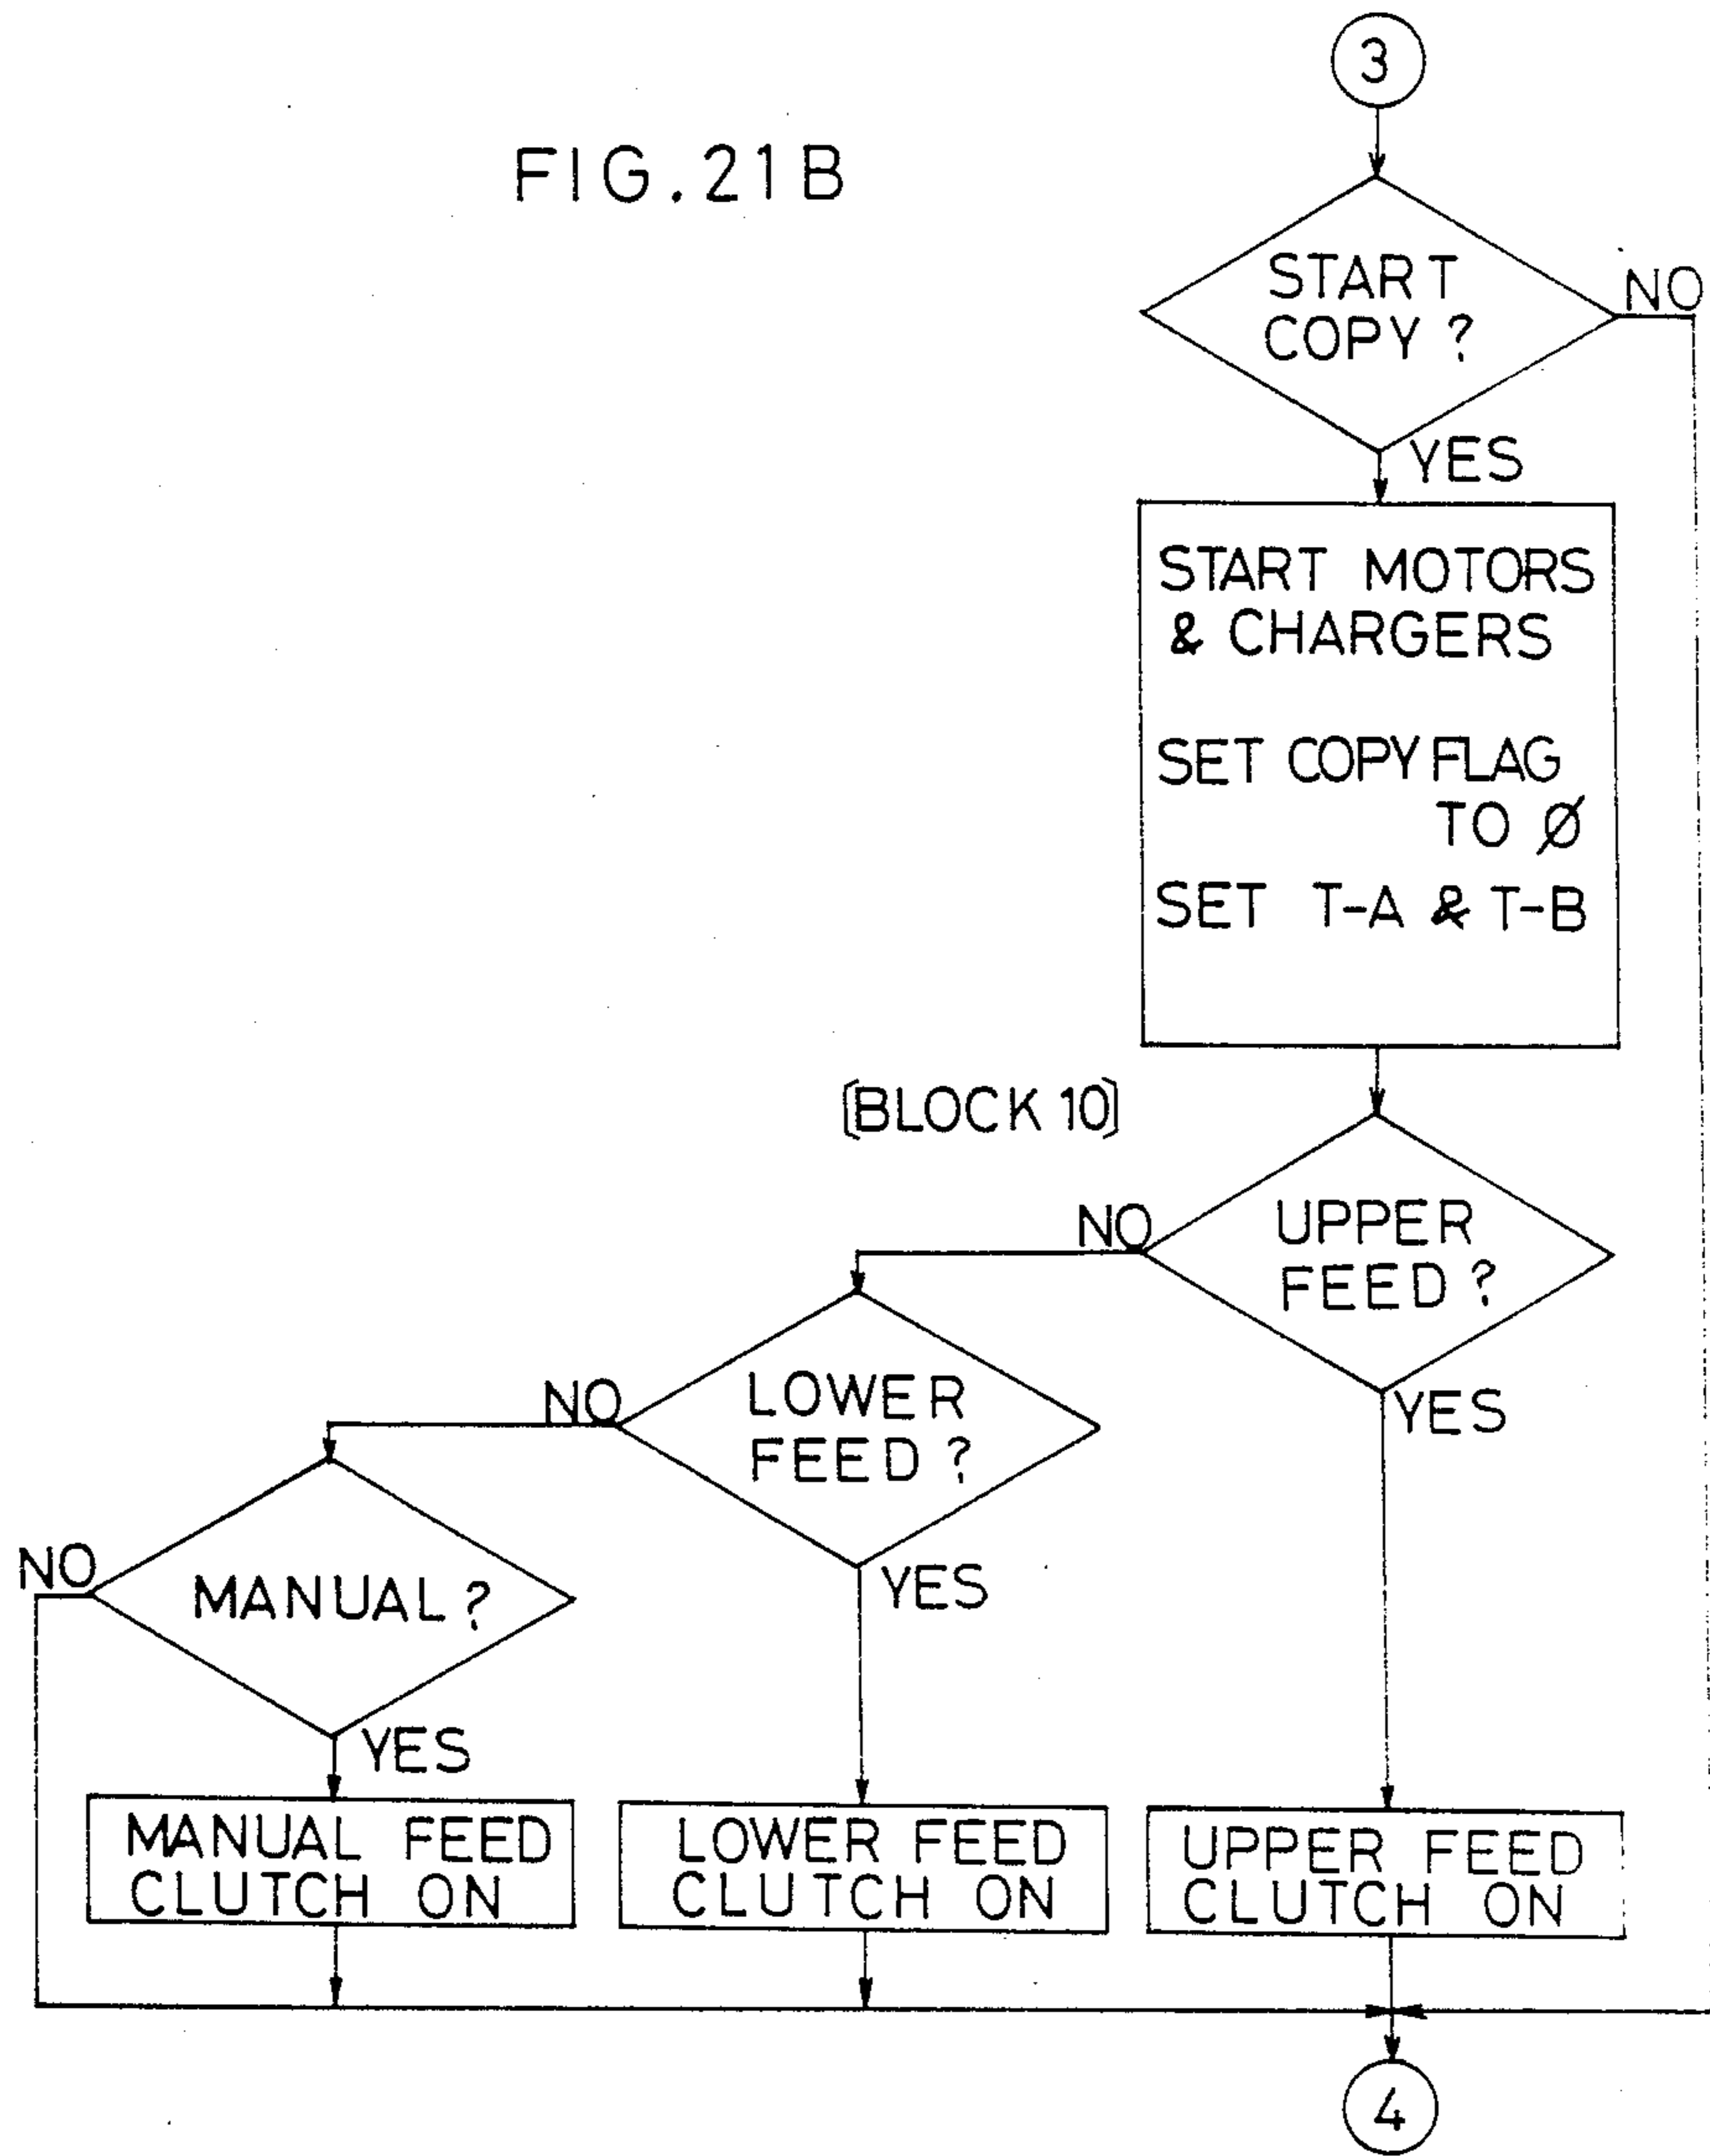 3
FIG.21B
START
COPY ?
NO
YES
START MOTORS
& CHARGERS
SET COPY FLAG
TO Ø
SET T-A & T-B
[BLOCK 10]
UPPER
FEED ?
NO
YES
LOWER
FEED ?
NO
YES
MANUAL ?
NO
YES
MANUAL FEED
CLUTCH ON
LOWER FEED
CLUTCH ON
UPPER FEED
CLUTCH ON
4